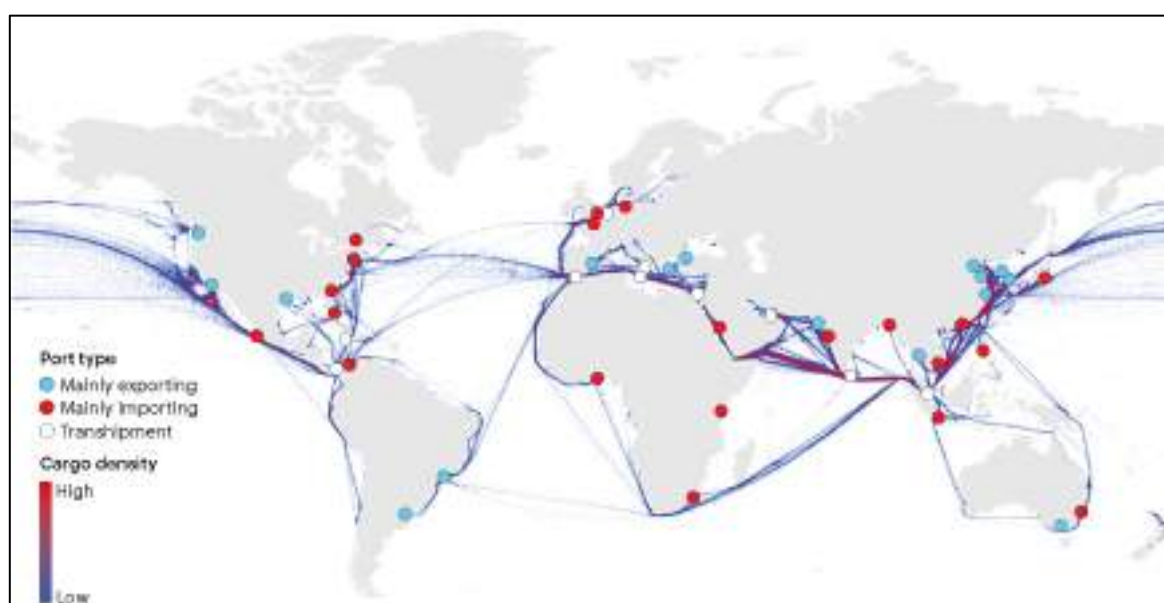 Port type
Mainly exporting
Mainly importing
Transhipment
Cargo density
High
Low